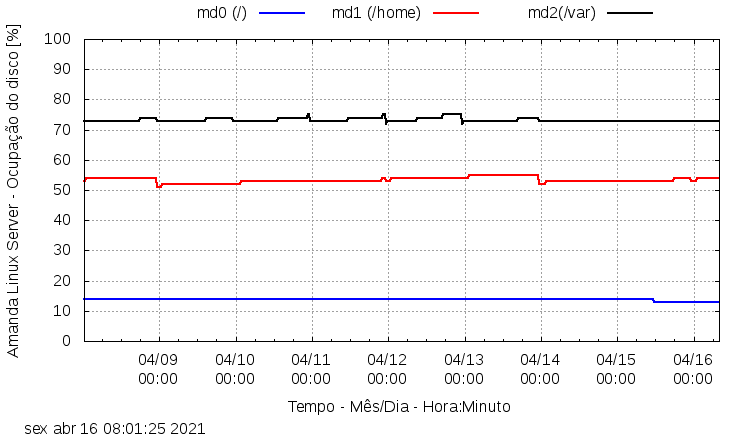 md0 (/) md1 (/home) md2(/var)
Amanda Linux Server - Ocupação do disco [%]
100
90
80
70
60
50
40
30
20
10
0
04/09 04/10 04/11 04/12 04/13 04/14 04/15 04/16
00:00 00:00 00:00 00:00 00:00 00:00 00:00 00:00
Tempo - Mês/Dia - Hora:Minuto
sex abr 16 08:01:25 2021